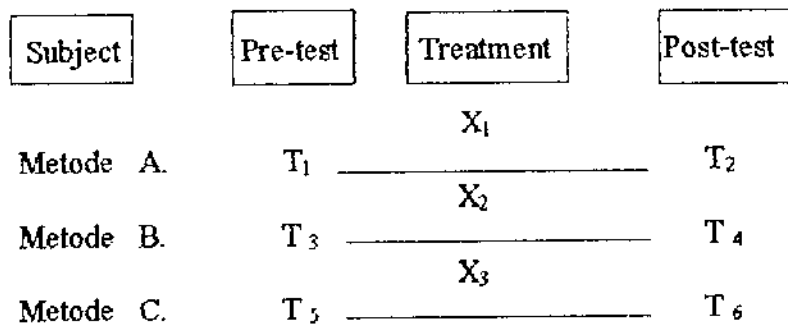 Subject Pre-test Treatment Post-test
X₁
Metode A. T₁ T₂
X₂
Metode B. T₃ T₄
X₃
Metode C. T₅ T₆